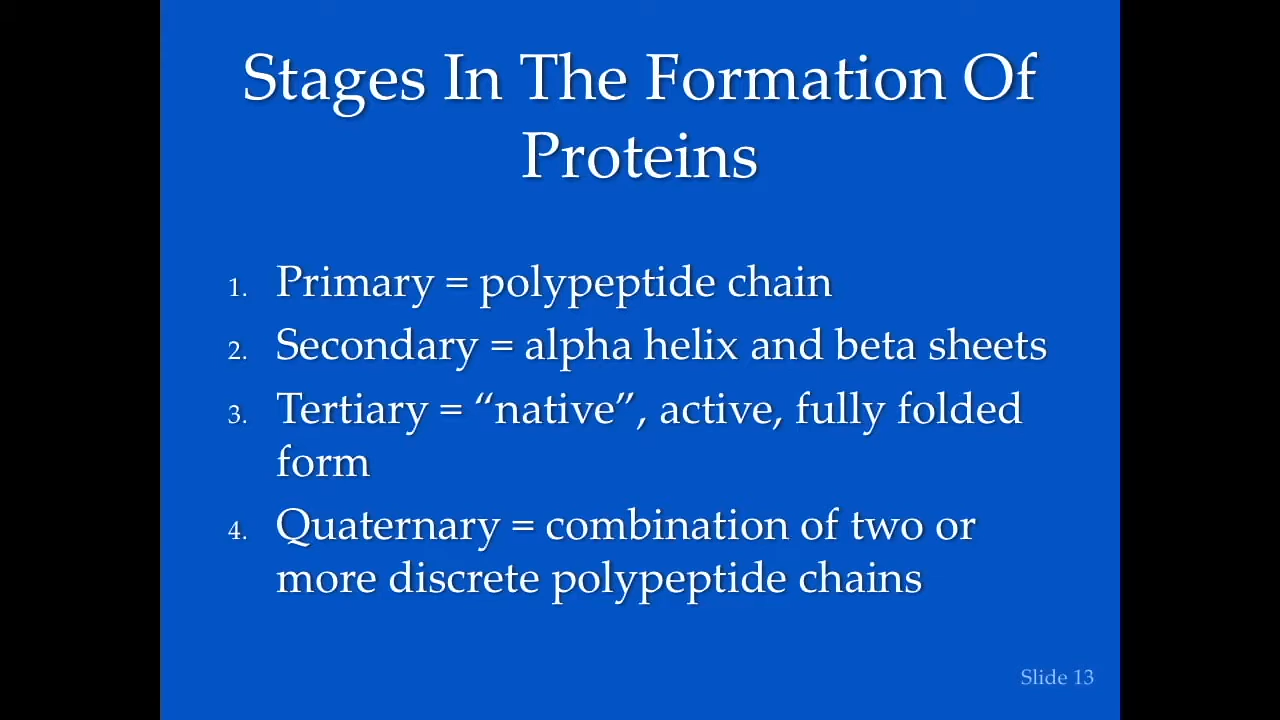 Stages In The Formation Of
Proteins
1. Primary = polypeptide chain
2. Secondary = alpha helix and beta sheets
3. Tertiary = “native”, active, fully folded
form
4. Quaternary = combination of two or
more discrete polypeptide chains
Slide 13